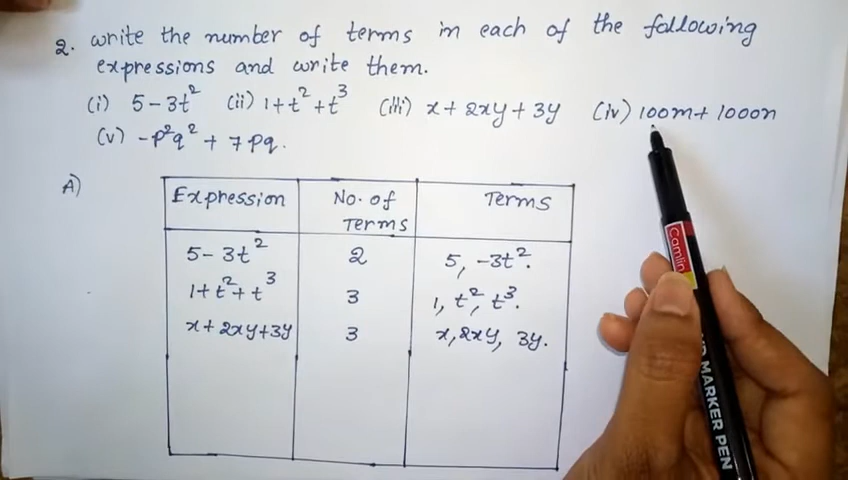 2. Write the number of terms in each of the following
expressions and write them.
(i) 5-3t² (ii) 1+t²+t³ (iii) x+2xy+3y (iv) 100m+1000n
(v) -p²q²+7pq.
A)
Expression No. of Terms Terms
5-3t² 2 5, -3t².
1+t²+t³ 3 1, t², t³.
x+2xy+3y 3 x, 2xy, 3y.
Camlin
MARKER PEN